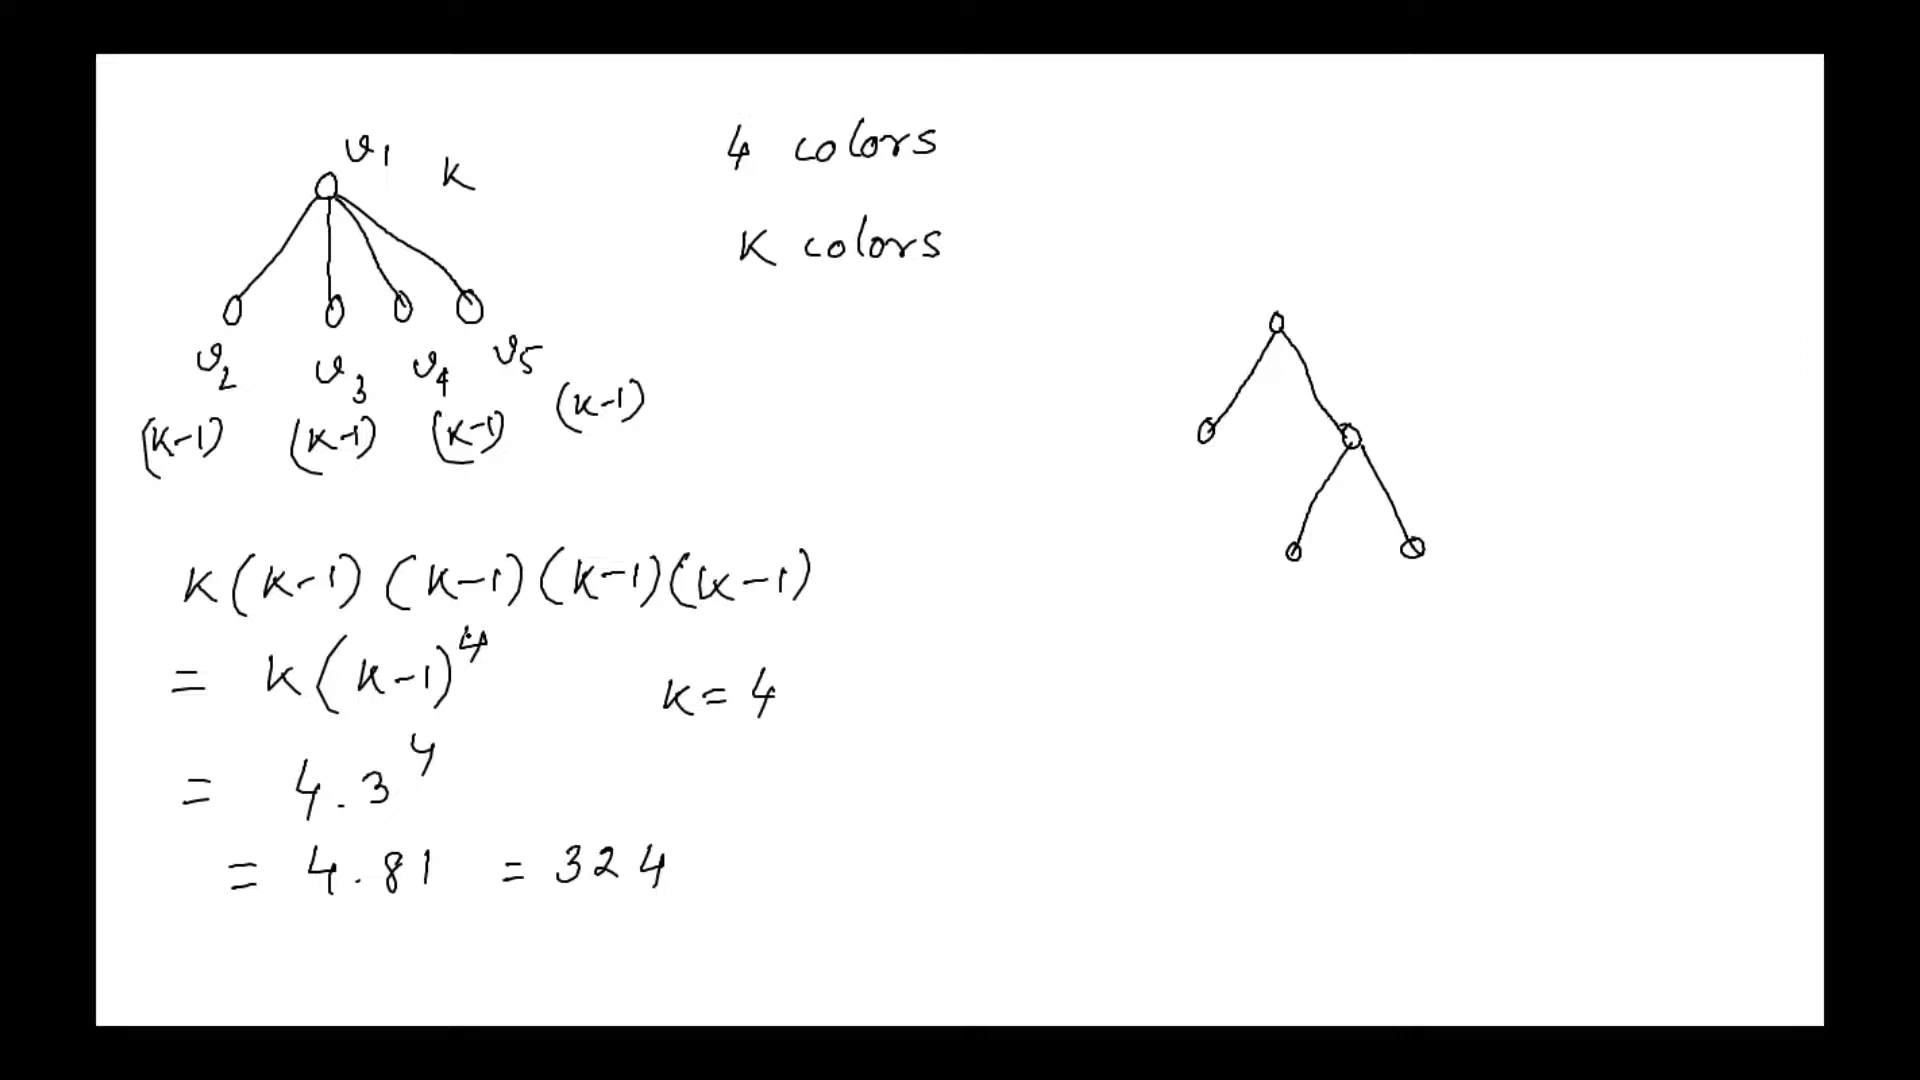 v1 K
4 colors
K colors
v2 v3 v4 v5
(K-1) (K-1) (K-1) (K-1)
K(K-1)(K-1)(K-1)(K-1)
= K(K-1)^4
K = 4
= 4.3^4
= 4.81 = 324